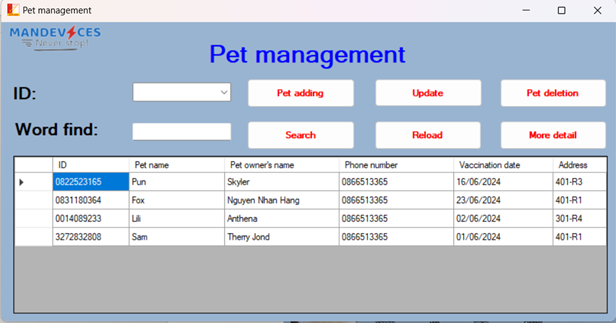 Pet management
MANDEVICES
Never stop!
Pet management
ID:
Pet adding
Update
Pet deletion
Word find:
Search
Reload
More detail
ID Pet name Pet owner's name Phone number Vaccination date Address
0822523165 Pun Skyler 0866513365 16/06/2024 401-R3
0831180364 Fox Nguyen Nhan Hang 0866513365 23/06/2024 401-R1
0014089233 Lili Anthena 0866513365 02/06/2024 301-R4
3272832808 Sam Therry Jond 0866513365 01/06/2024 401-R1